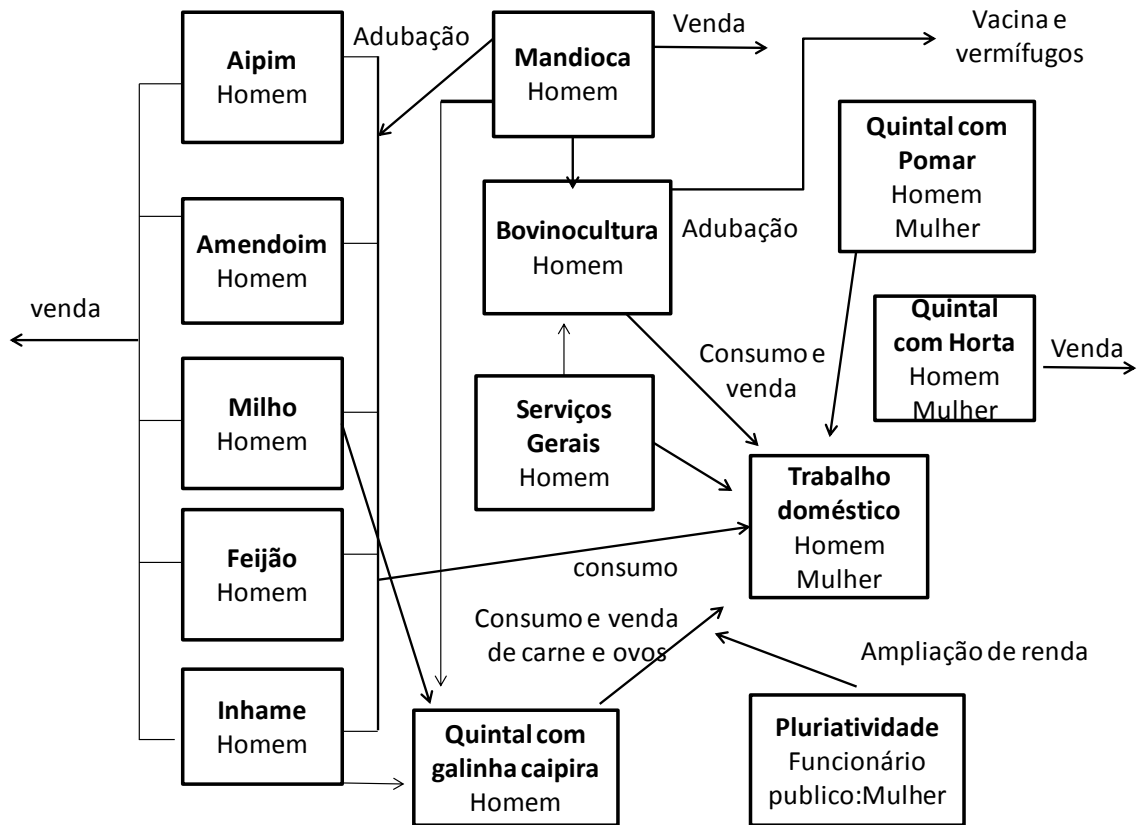 Aipim
Homem
Adubação
Mandioca
Homem
Venda
Vacina e
vermífugos
Quintal com
Pomar
Homem
Mulher
Amendoim
Homem
Bovinocultura
Homem
Adubação
venda
Quintal
com Horta
Homem
Mulher
Venda
Milho
Homem
Serviços
Gerais
Homem
Consumo e
venda
Trabalho
doméstico
Homem
Mulher
Feijão
Homem
consumo
Consumo e venda
de carne e ovos
Ampliação de renda
Inhame
Homem
Quintal com
galinha caipira
Homem
Pluriatividade
Funcionário
publico:Mulher